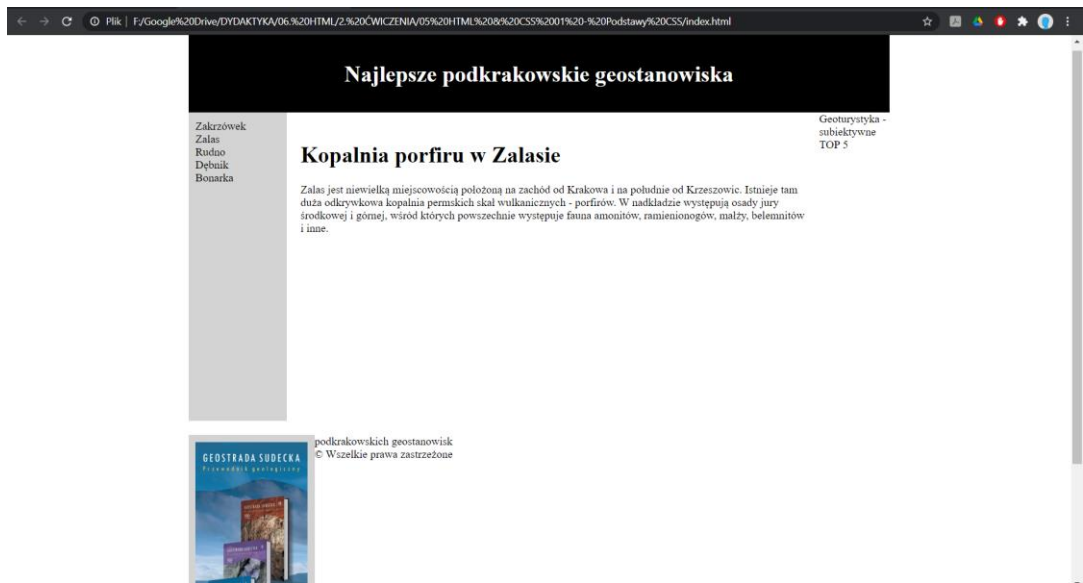 Plik | F:/Google%20Drive/DYDAKTYKA/06.%20HTML/2.%20ĆWICZENIA/05%20HTML%20&%20CSS%2001%20-%20Podstawy%20CSS/index.html
Najlepsze podkrakowskie geostanowiska
Zakrzówek
Zalas
Rudno
Dębnik
Bonarka
Kopalnia porfiru w Zalasie
Zalas jest niewielką miejscowością położoną na zachód od Krakowa i na południe od Krzeszowic. Istnieje tam
duża odkrywkowa kopalnia permskich skał wulkanicznych - porfirów. W nadkładzie występują osady jury
środkowej i górnej, wśród których powszechnie występuje fauna amonitów, ramienionogów, małży, belemnitów
i inne.
Geoturystyka -
subiektywne
TOP 5
podkrakowskich geostanowisk
© Wszelkie prawa zastrzeżone
GEOSTRADA SUDECKA
Przewodnik geologiczny